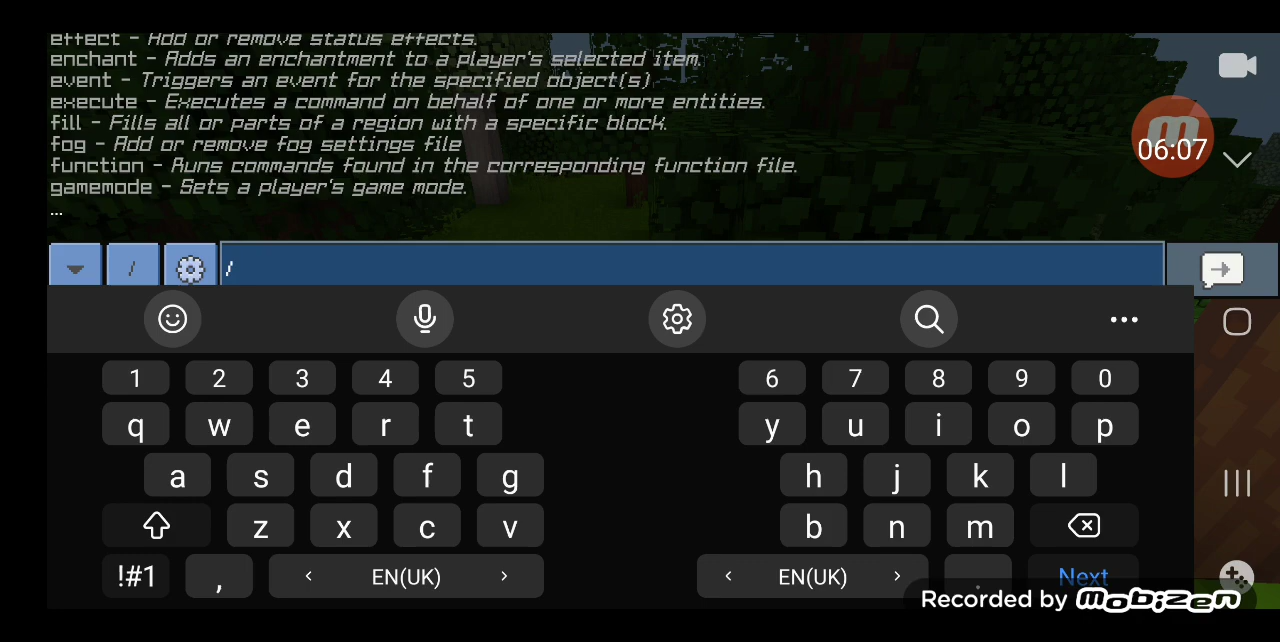 effect - Add or remove status effects.
enchant - Adds an enchantment to a player's selected item.
event - Triggers an event for the specified object(s)
execute - Executes a command on behalf of one or more entities.
fill - Fills all or parts of a region with a specific block.
fog - Add or remove fog settings file
function - Runs commands found in the corresponding function file.
gamemode - Sets a player's game mode.
...
06:07
/ /
1 2 3 4 5 6 7 8 9 0
q w e r t y u i o p
a s d f g h j k l
z x c v b n m
!#1 , < EN(UK) > < EN(UK) > . Next
Recorded by mobizen